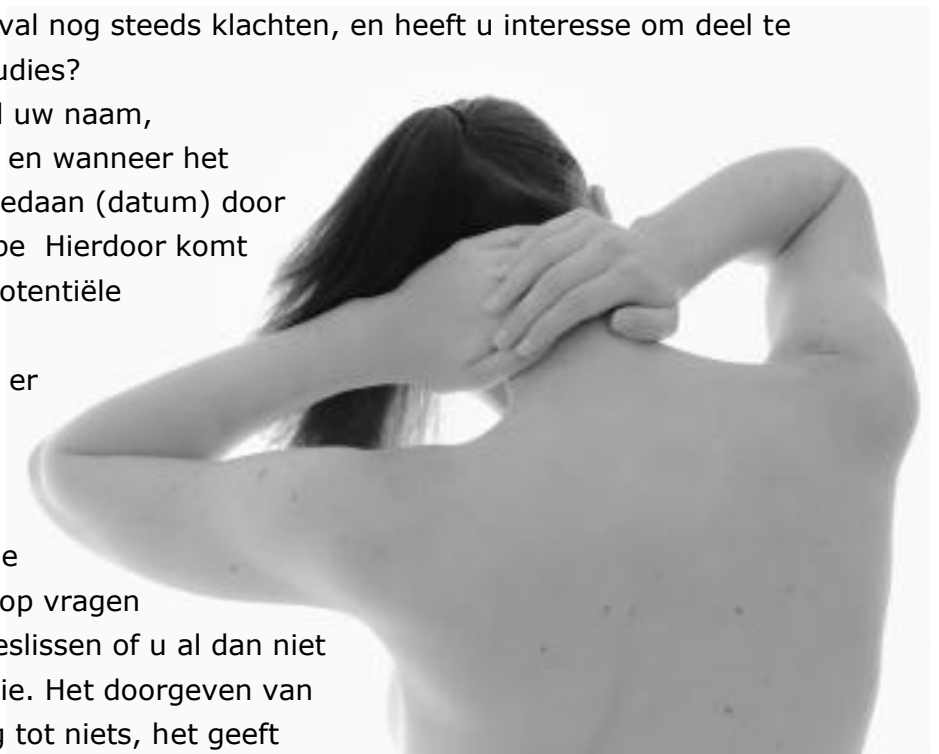 val nog steeds klachten, en heeft u interesse om deel te
udies?
uw naam,
en wanneer het
edaan (datum) door
be Hierdoor komt
otentiële
er
e
op vragen
eslissen of u al dan niet
ie. Het doorgeven van
g tot niets, het geeft